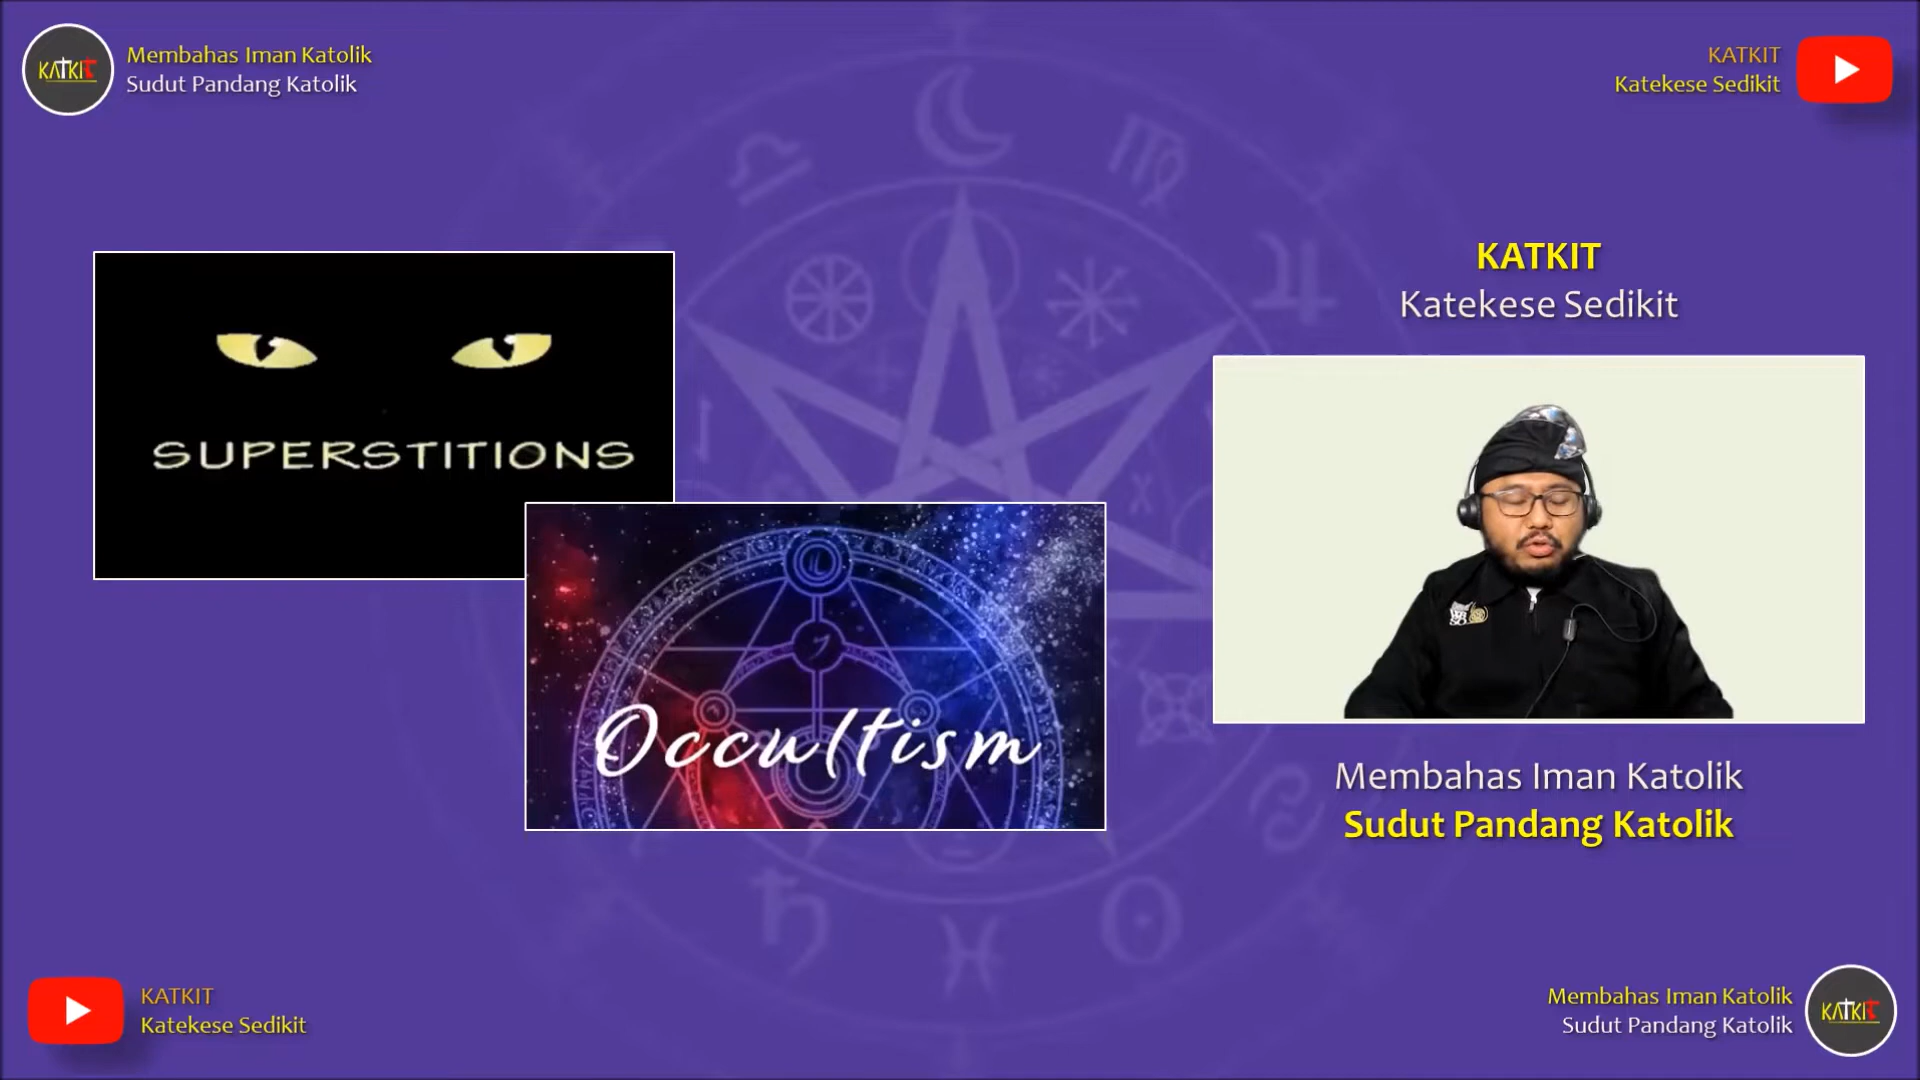 KATKIT
Membahas Iman Katolik
Sudut Pandang Katolik
KATKIT
Katekese Sedikit
SUPERSTITIONS
Occultism
KATKIT
Katekese Sedikit
Membahas Iman Katolik
Sudut Pandang Katolik
KATKIT
Katekese Sedikit
Membahas Iman Katolik
Sudut Pandang Katolik
KATKIT